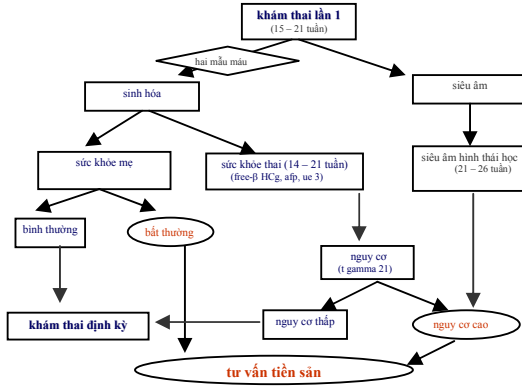 khám thai lần 1
(15 – 21 tuần)
hai mẫu máu
siêu âm
sinh hóa
sức khỏe mẹ
sức khỏe thai (14 – 21 tuần)
(free-β HCg, afp, ue 3)
siêu âm hình thái học
(21 – 26 tuần)
bình thường
bất thường
nguy cơ
(t gamma 21)
khám thai định kỳ
nguy cơ thấp
nguy cơ cao
tư vấn tiền sản